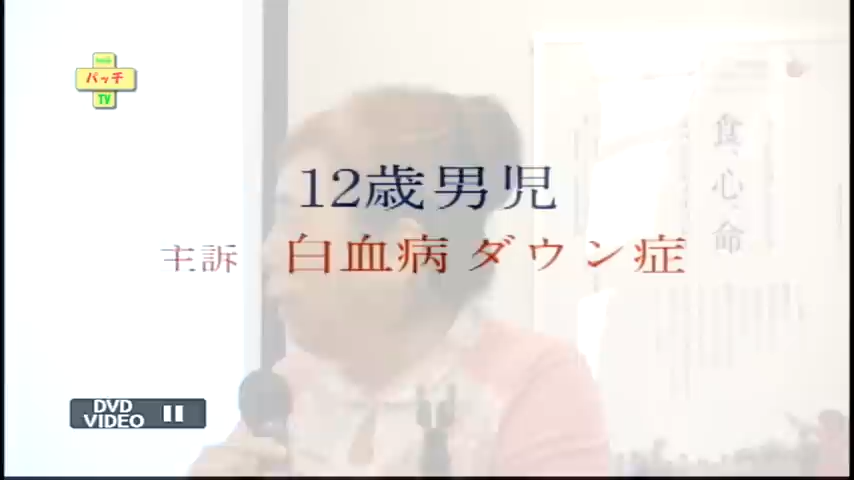 パッチ
TV
12歳男児
主訴 白血病 ダウン症
食、心、命
DVD
VIDEO